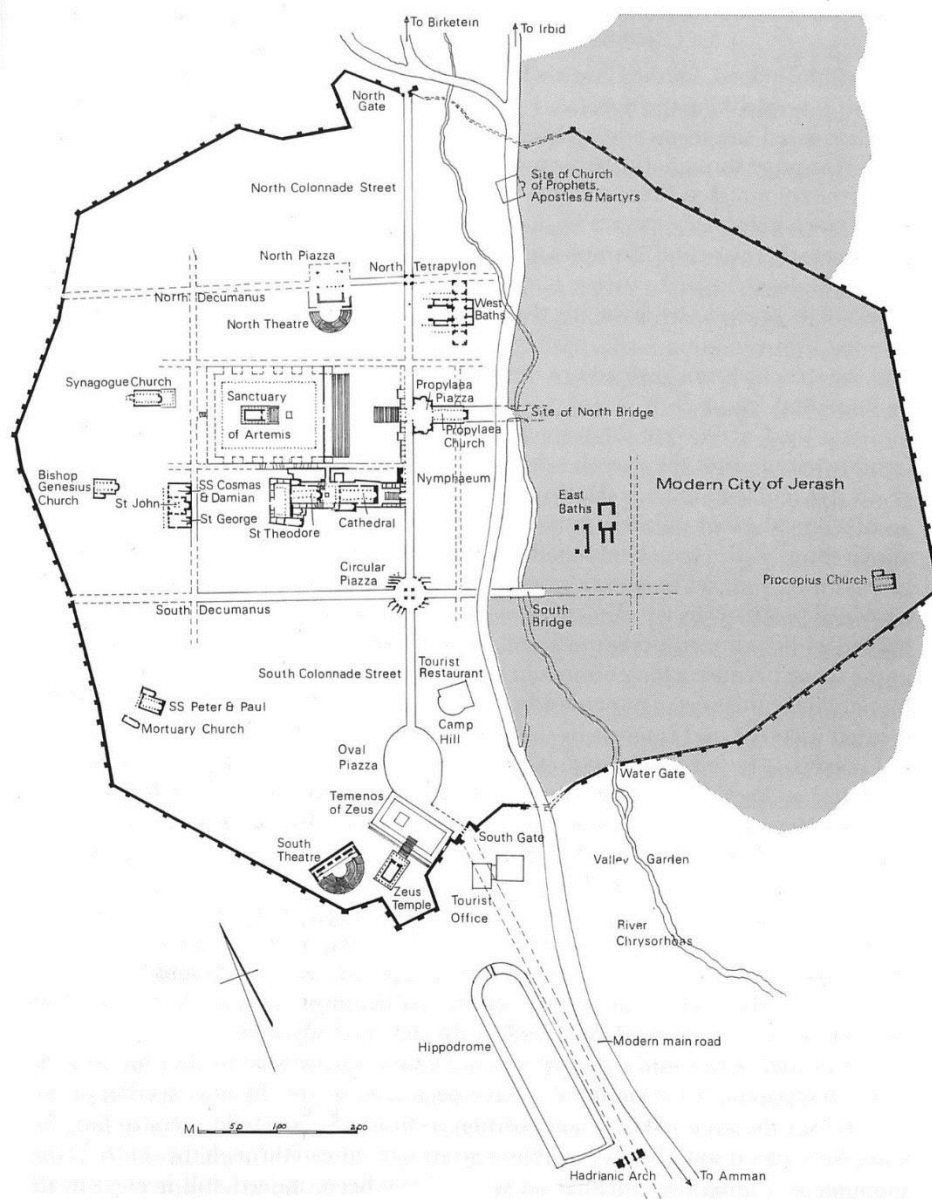 To Birketein
To Irbid
North
Gate
North Colonnade Street
Site of Church
of Prophets,
Apostles & Martyrs
North Piazza
North Tetrapylon
North Decumanus
North Theatre
West
Baths
Synagogue Church
Sanctuary
of Artemis
Propylaea
Piazza
Propylaea
Church
Site of North Bridge
Bishop
Genesius
Church
St John
SS Cosmas
& Damian
St George
St Theodore
Cathedral
Nymphaeum
Modern City of Jerash
East
Baths
Circular
Piazza
Procopius Church
South Decumanus
South
Bridge
South Colonnade Street
Tourist
Restaurant
Camp
Hill
SS Peter & Paul
Mortuary Church
Oval
Piazza
Temenos
of Zeus
Water Gate
South Gate
South
Theatre
Zeus
Temple
Tourist
Office
Valley Garden
River
Chrysorhoas
Hippodrome
Modern main road
M
50
100
200
Hadrianic Arch
To Amman